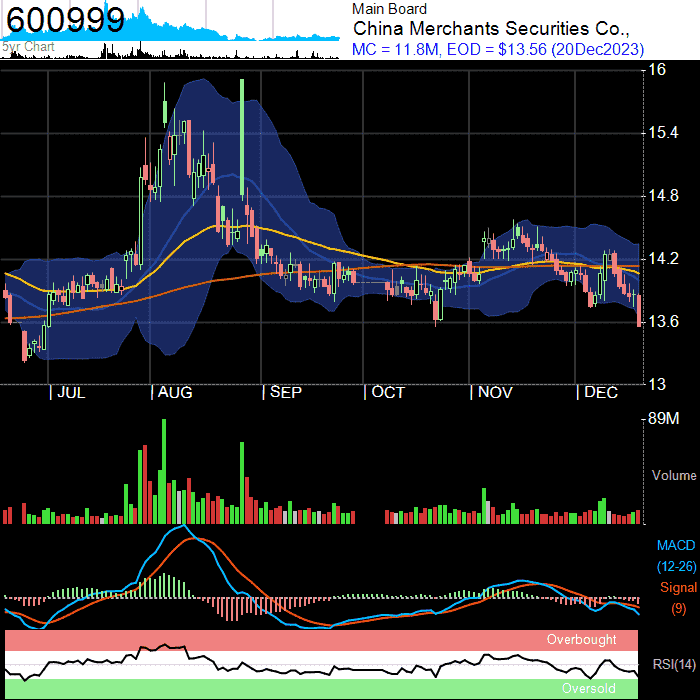 600999
5yr Chart
Main Board
China Merchants Securities Co.,
MC = 11.8M, EOD = $13.56 (20Dec2023)
16
15.4
14.8
14.2
13.6
13
| JUL | AUG | SEP | OCT | NOV | DEC
89M
Volume
MACD
(12-26)
Signal
(9)
Overbought
RSI(14)
Oversold